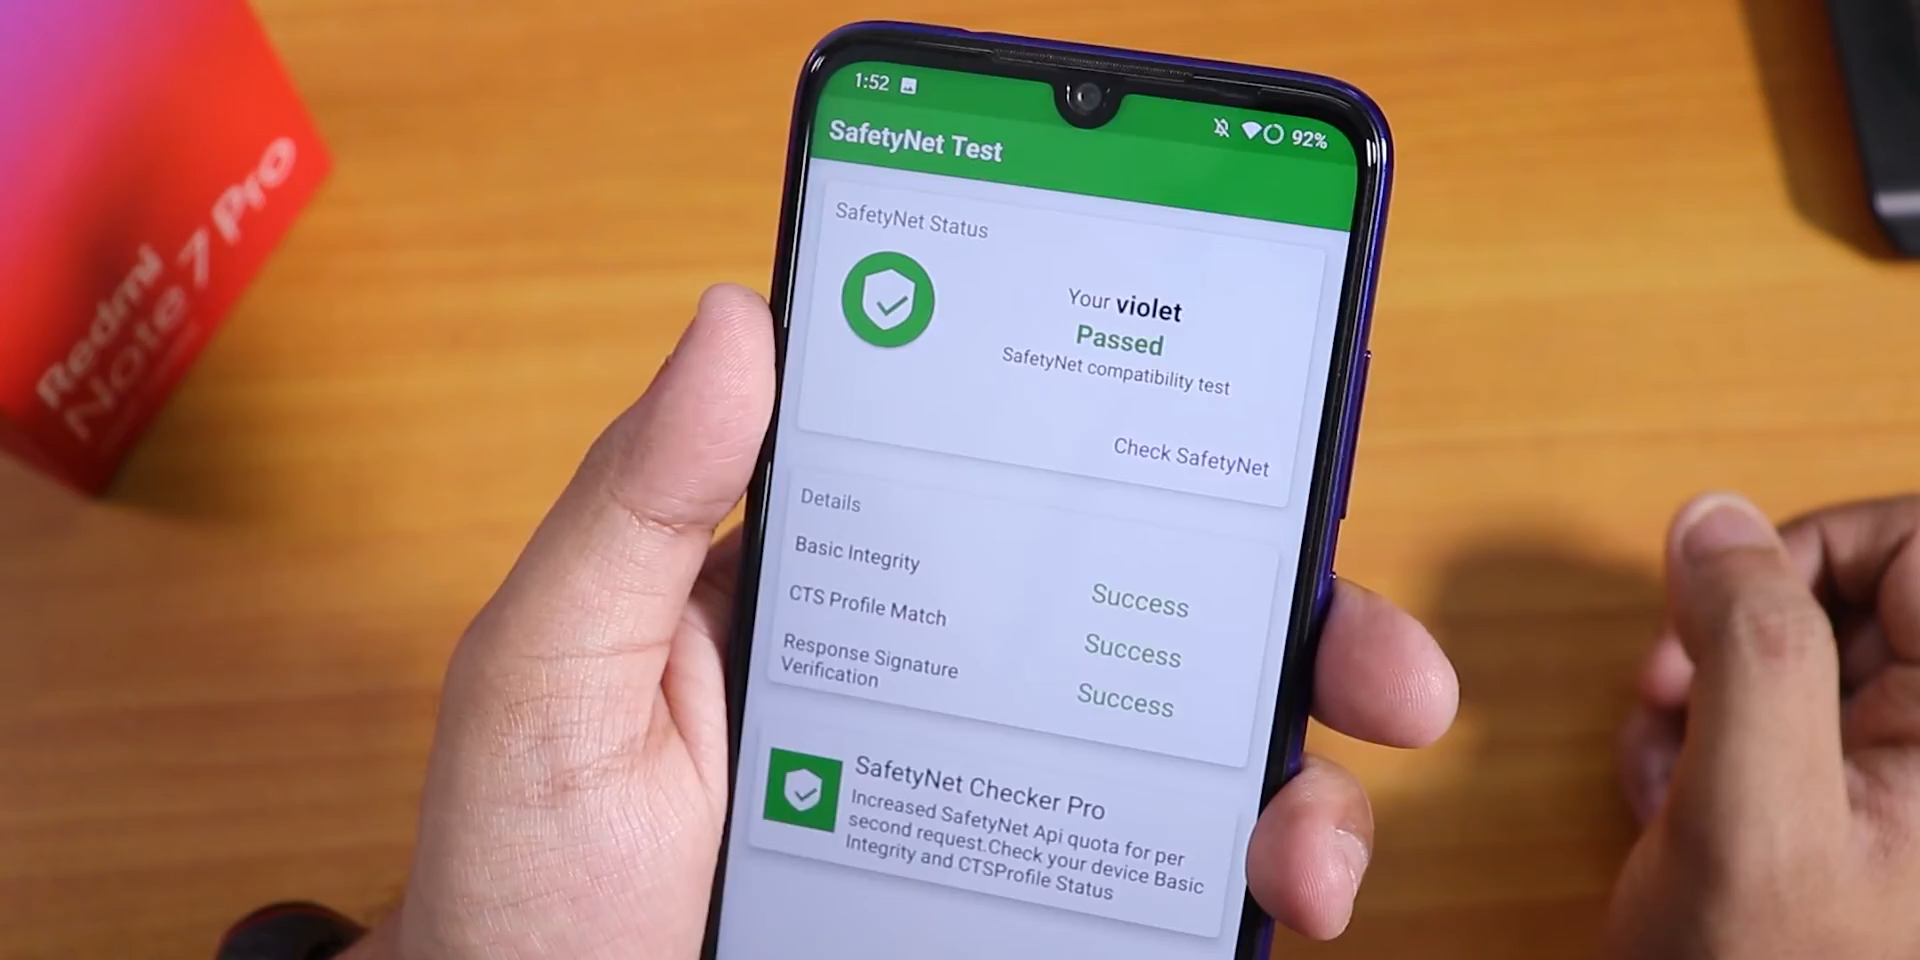 Redmi
Note 7 Pro
1:52
92%
SafetyNet Test
SafetyNet Status
Your violet
Passed
SafetyNet compatibility test
Check SafetyNet
Details
Basic Integrity
Success
CTS Profile Match
Success
Response Signature
Verification
Success
SafetyNet Checker Pro
Increased SafetyNet Api quota for per
second request.Check your device Basic
Integrity and CTSProfile Status